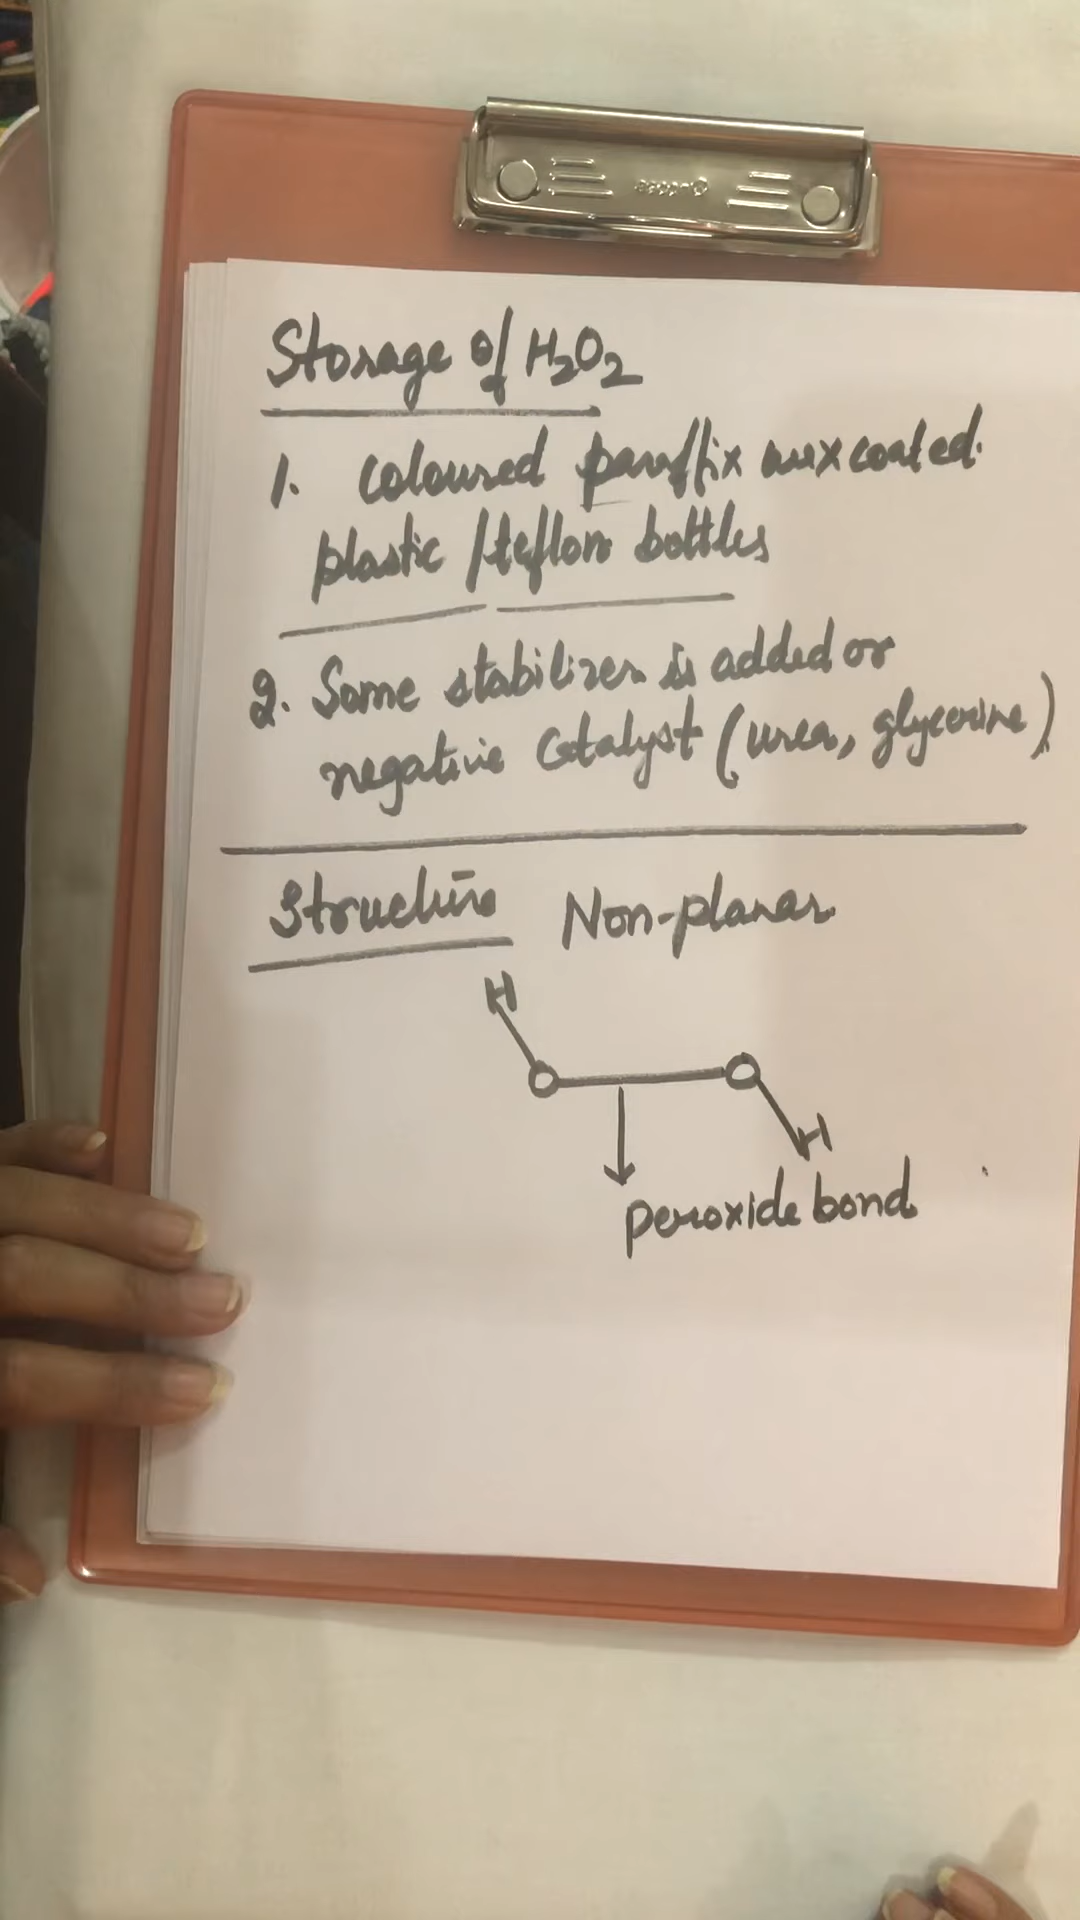 Storage of H₂O₂
1. Coloured paraffix wax coated
plastic / teflon bottles
2. Some stabilizer is added or
negative catalyst (urea, glycerine)
Structure Non-planar
H
O O
H
peroxide bond